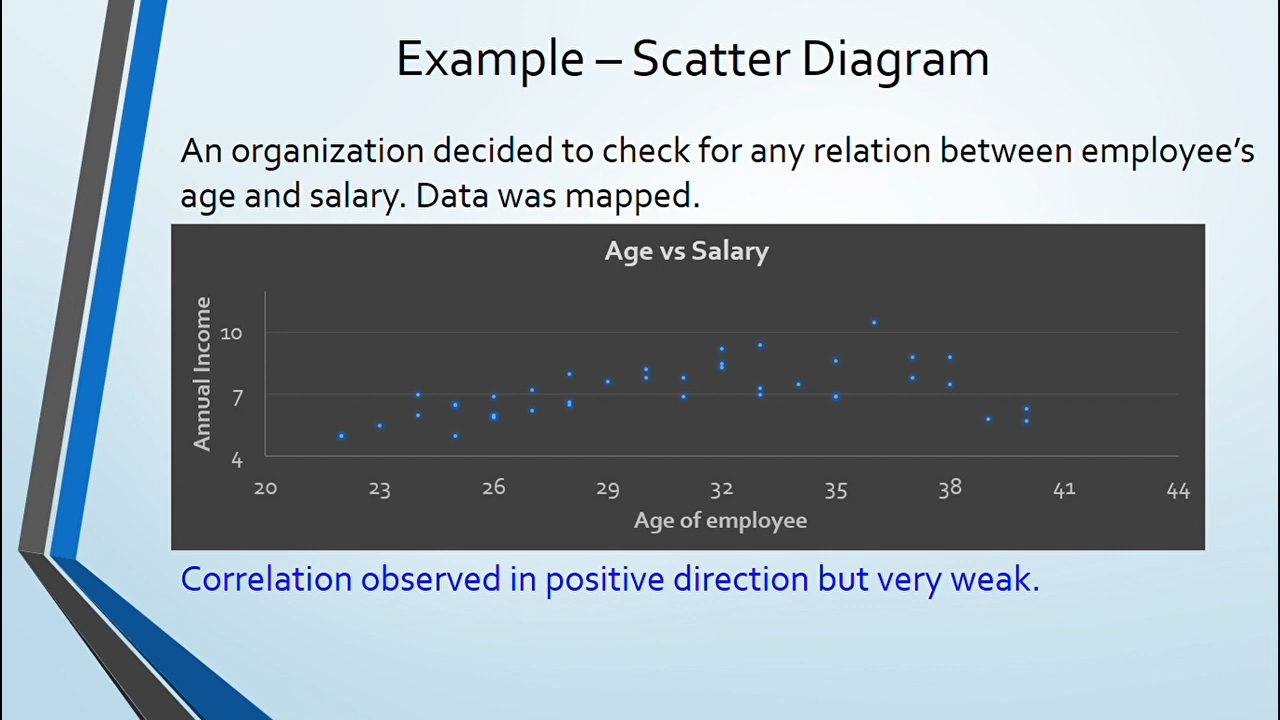 Example – Scatter Diagram
An organization decided to check for any relation between employee’s
age and salary. Data was mapped.
Age vs Salary
Annual Income
10
7
4
20 23 26 29 32 35 38 41 44
Age of employee
Correlation observed in positive direction but very weak.